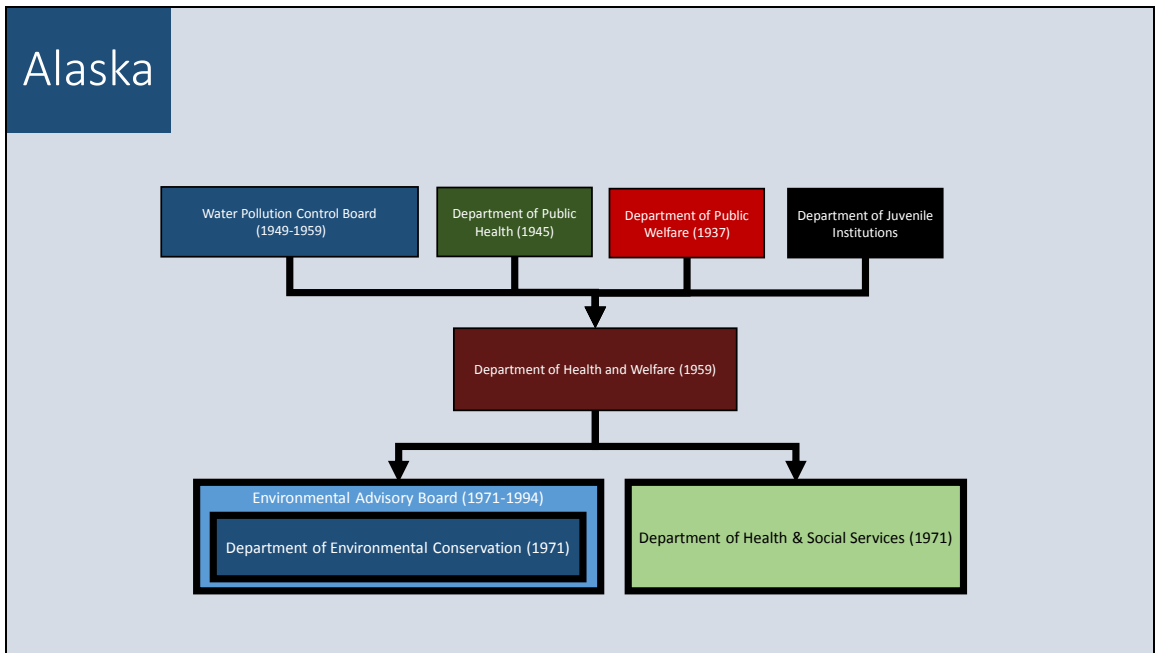 Alaska
Water Pollution Control Board
(1949-1959)
Department of Public
Health (1945)
Department of Public
Welfare (1937)
Department of Juvenile
Institutions
Department of Health and Welfare (1959)
Environmental Advisory Board (1971-1994)
Department of Environmental Conservation (1971)
Department of Health & Social Services (1971)